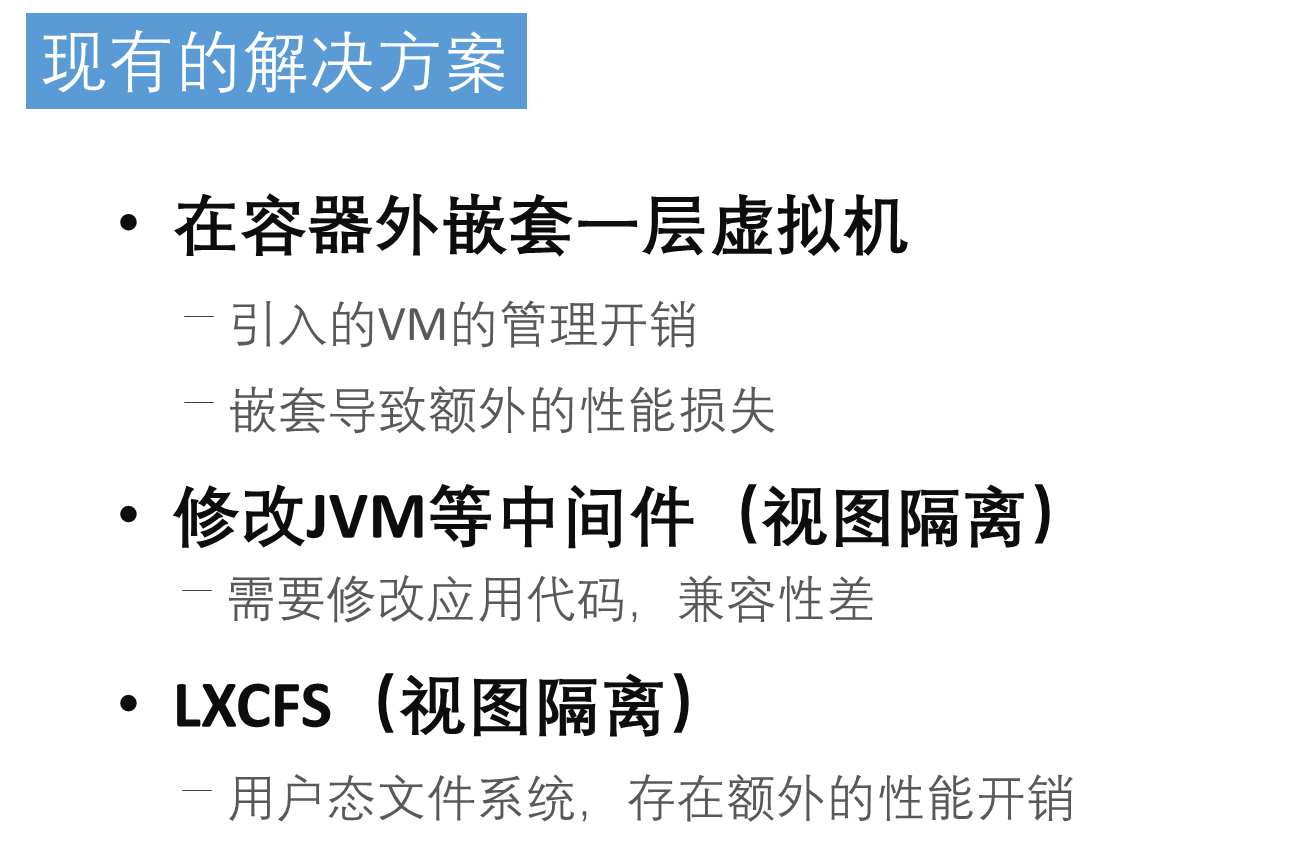 现有的解决方案
• 在容器外嵌套一层虚拟机
— 引入的VM的管理开销
— 嵌套导致额外的性能损失
• 修改JVM等中间件（视图隔离）
— 需要修改应用代码，兼容性差
• LXCFS（视图隔离）
— 用户态文件系统，存在额外的性能开销